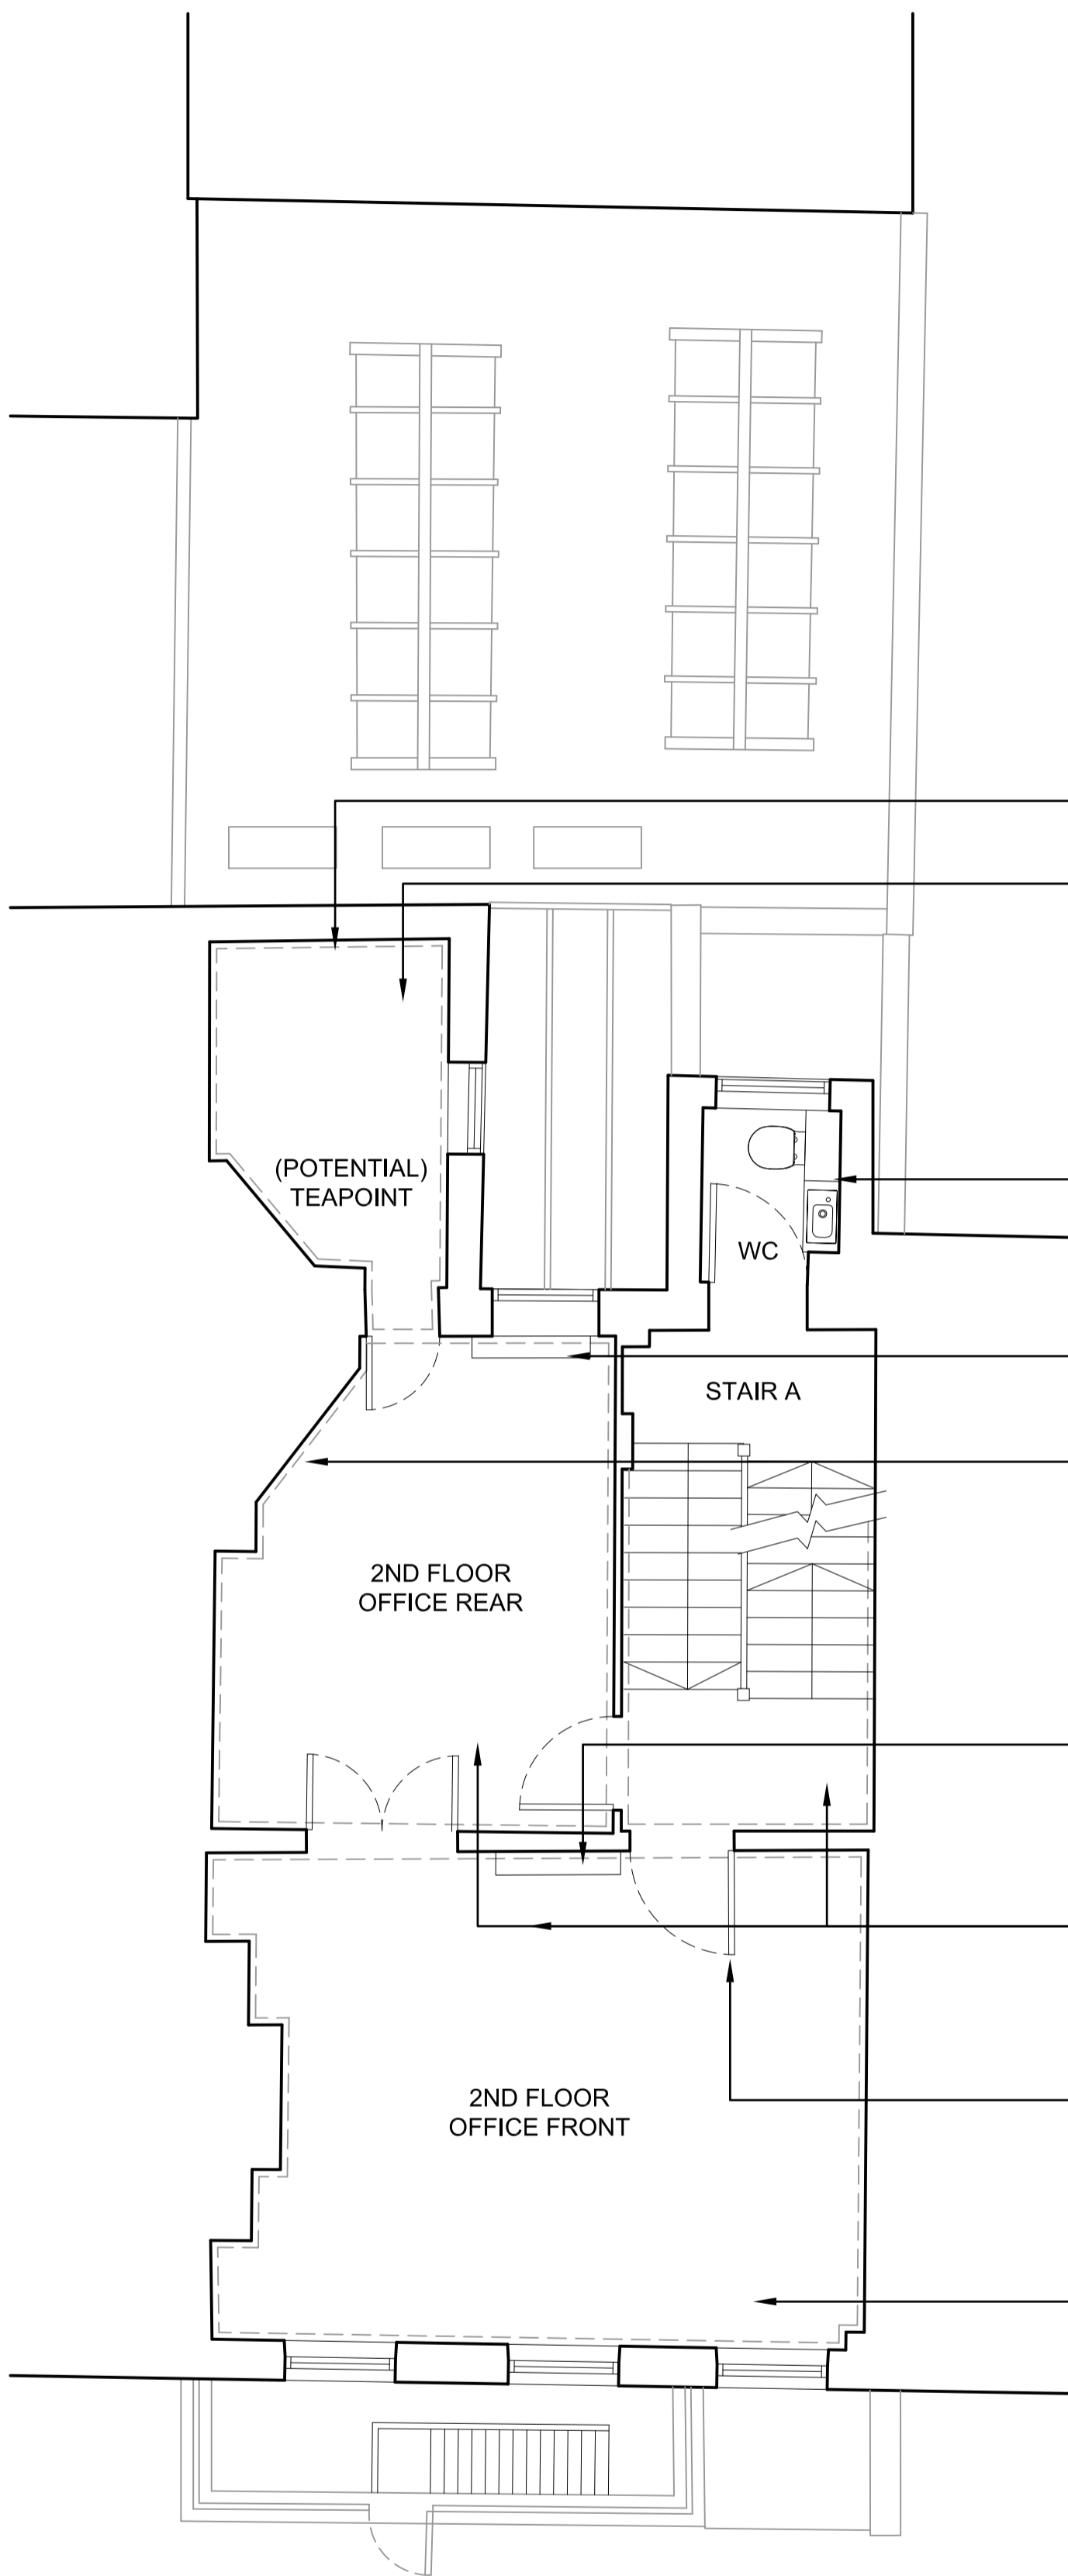 (POTENTIAL)
TEAPOINT
WC
STAIR A
2ND FLOOR
OFFICE REAR
2ND FLOOR
OFFICE FRONT